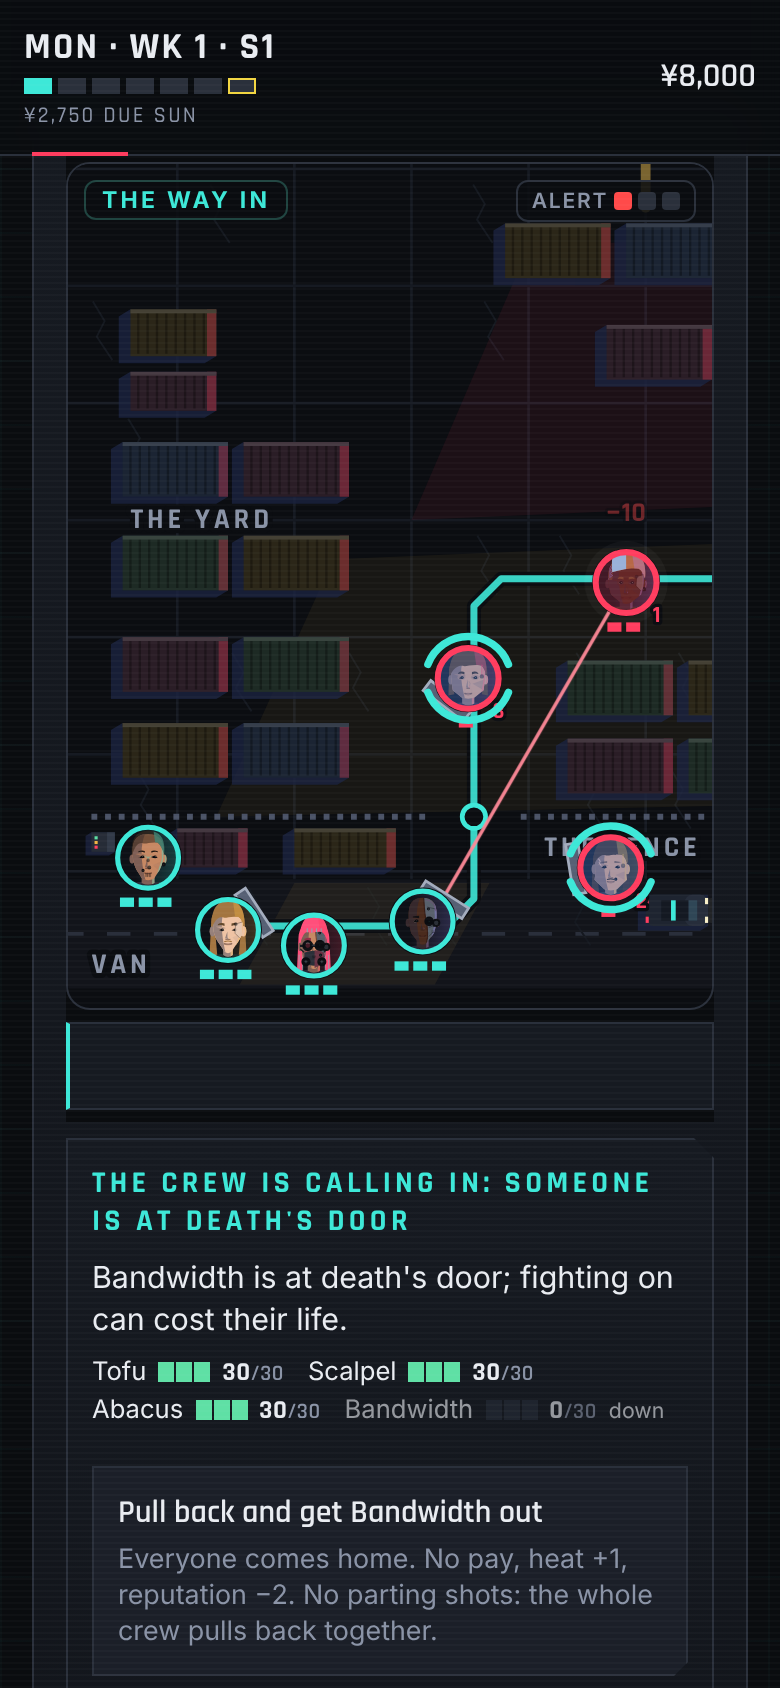 MON · WK 1 · S1
¥8,000
¥2,750 DUE SUN
THE WAY IN
ALERT
THE YARD
−10
1
VAN
THE CREW IS CALLING IN: SOMEONE
IS AT DEATH'S DOOR
Bandwidth is at death's door; fighting on
can cost their life.
Tofu 30/30 Scalpel 30/30
Abacus 30/30 Bandwidth 0/30 down
Pull back and get Bandwidth out
Everyone comes home. No pay, heat +1,
reputation −2. No parting shots: the whole
crew pulls back together.